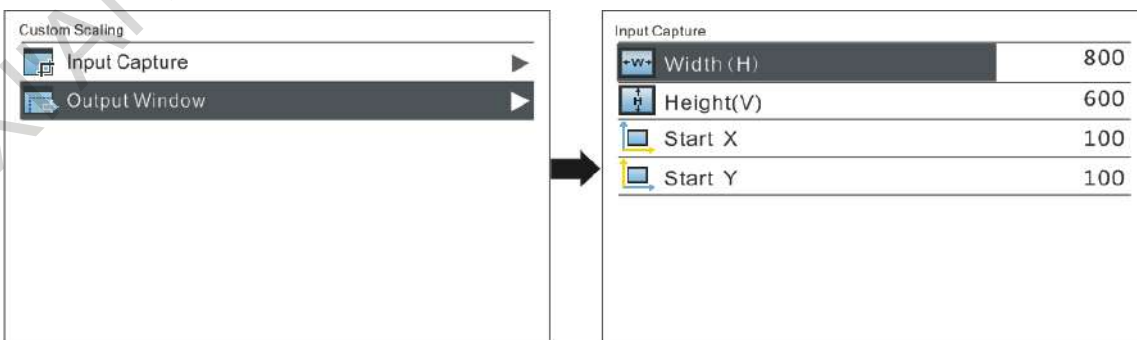 Custom Scaling
Input Capture
Output Window
Input Capture
Width (H) 800
Height(V) 600
Start X 100
Start Y 100